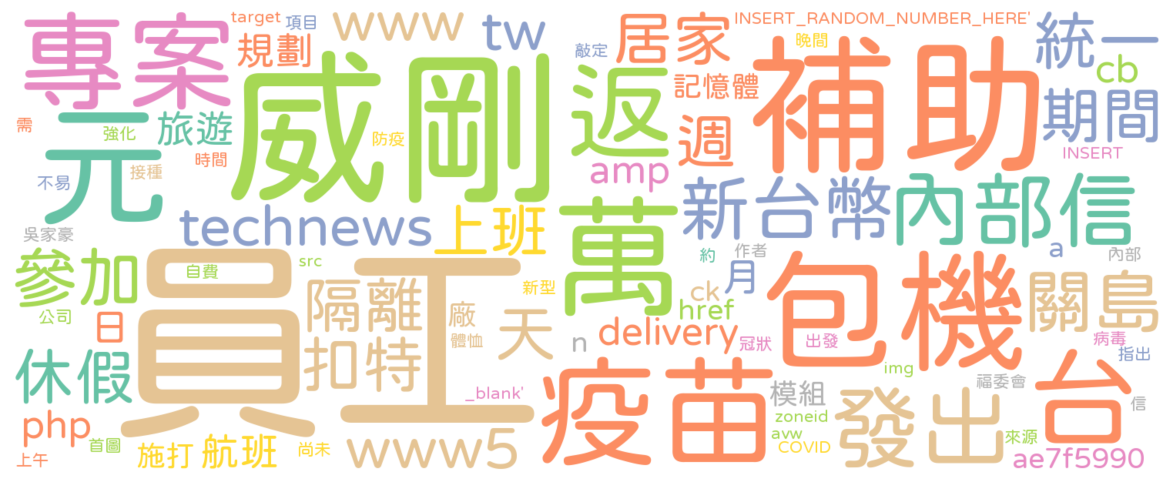 target
項目
www
tw
居家
INSERT_RANDOM_NUMBER_HERE'
晚間
統一
專案
規劃
敲定
記憶體
補助
cb
威剛
返
期間
需
元
強化
旅遊
防疫
週
時間
接種
amp
INSERT
不易
technews
上班
萬
新台幣
內部信
吳家豪
參加
自費
src
員工
約
作者
月
a
內部
新型
ck
href
包機
關島
公司
日
隔離
廠
體恤
天
n
delivery
冠狀
出發
病毒
指出
休假
扣特
img
福委會
台
_blank'
疫苗
模組
發出
信
php
首圖
上午
施打
航班
尚未
www5
zoneid
avw
COVID
來源
ae7f5990